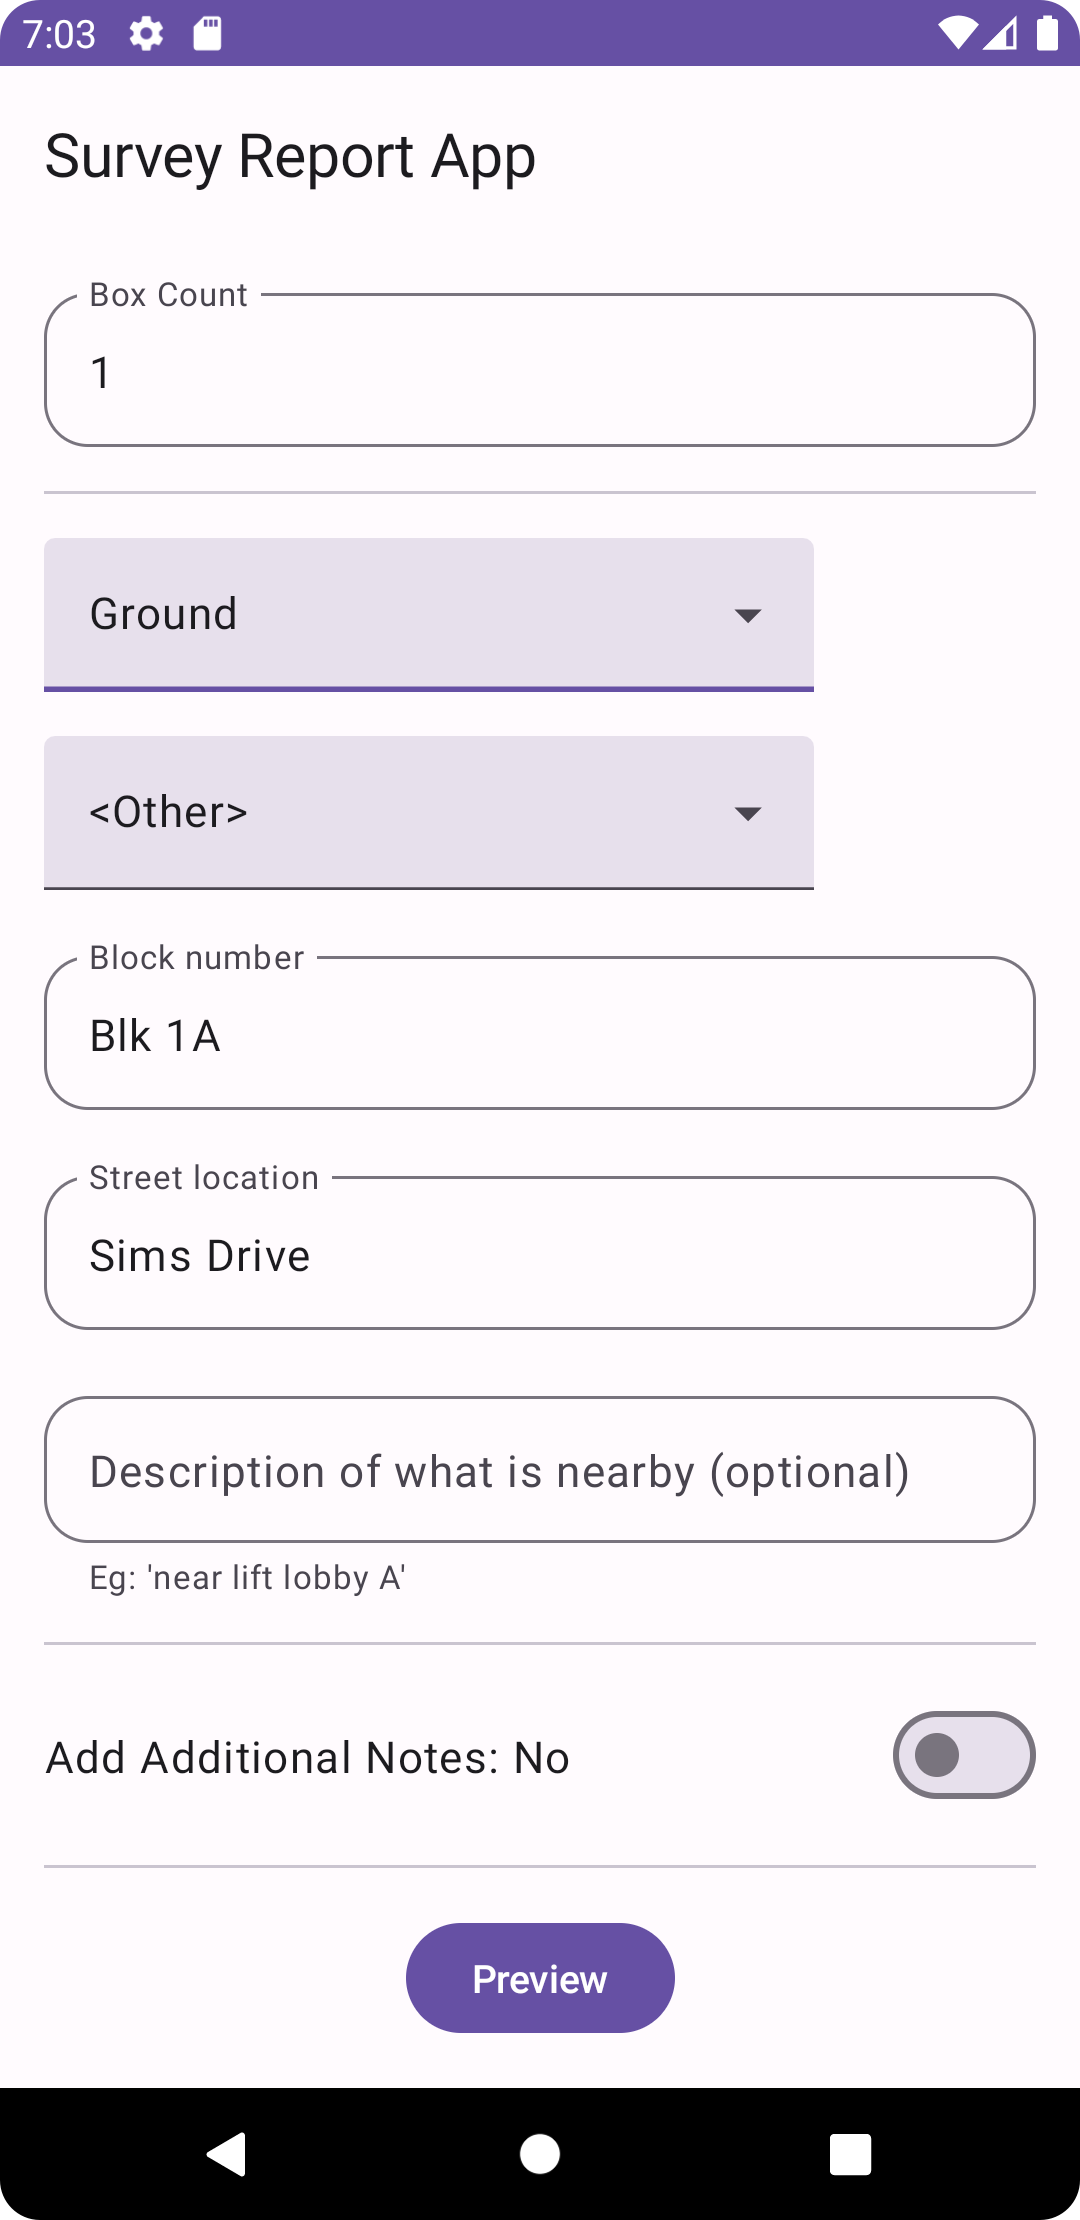 7:03
Survey Report App
Box Count
1
Ground
<Other>
Block number
Blk 1A
Street location
Sims Drive
Description of what is nearby (optional)
Eg: 'near lift lobby A'
Add Additional Notes: No
Preview